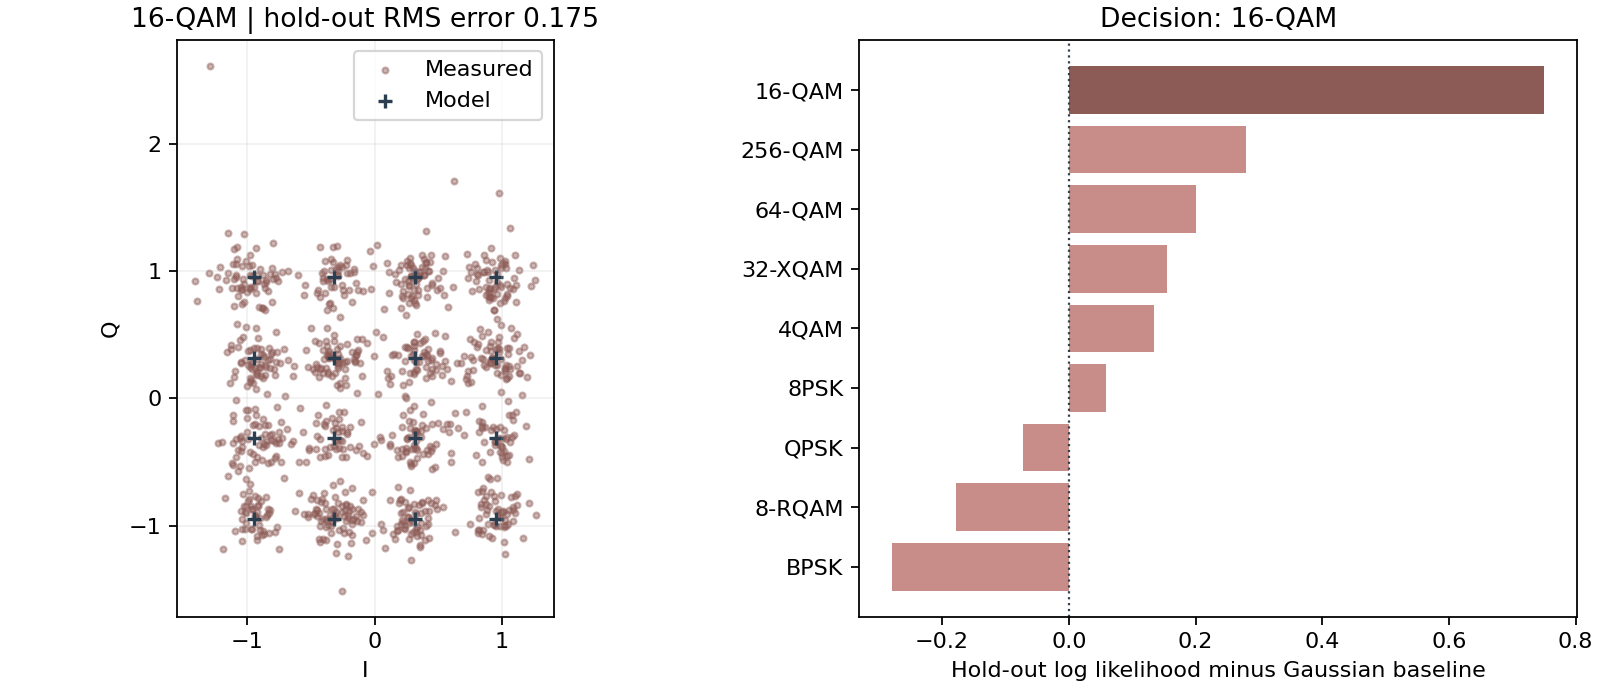 16-QAM | hold-out RMS error 0.175
Measured
Model
2
1
0
−1
Q
−1
0
1
I
Decision: 16-QAM
16-QAM
256-QAM
64-QAM
32-XQAM
4QAM
8PSK
QPSK
8-RQAM
BPSK
−0.2
0.0
0.2
0.4
0.6
0.8
Hold-out log likelihood minus Gaussian baseline